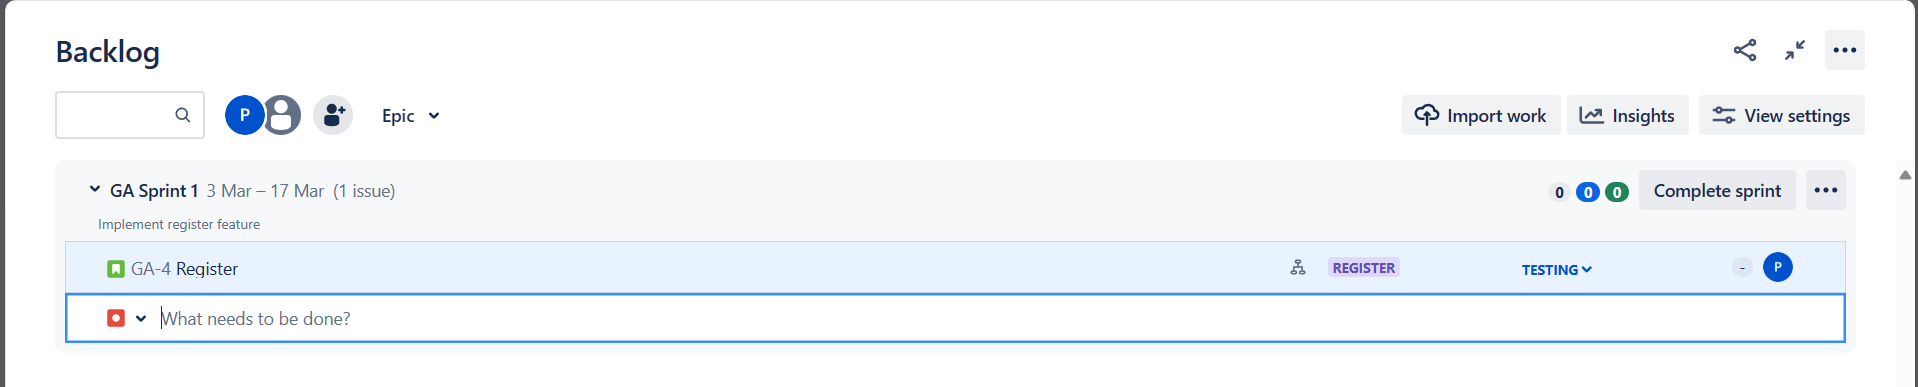 Backlog
P
Epic
Import work
Insights
View settings
GA Sprint 1 3 Mar – 17 Mar (1 issue)
0 0 0
Complete sprint
Implement register feature
GA-4 Register
REGISTER
TESTING
-
P
What needs to be done?